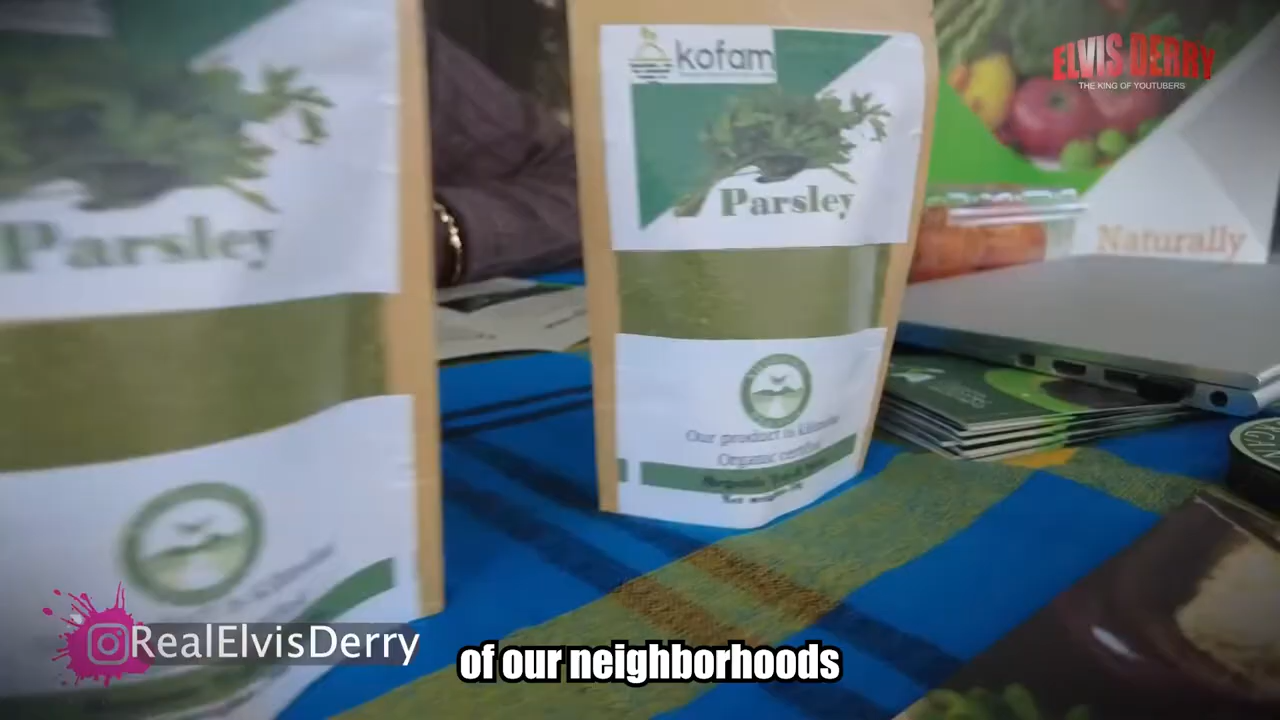 kofam
Parsley
Parsley
Our product is
Organic certified
ELVIS DERRY
THE KING OF YOUTUBERS
Naturally
RealElvisDerry
of our neighborhoods